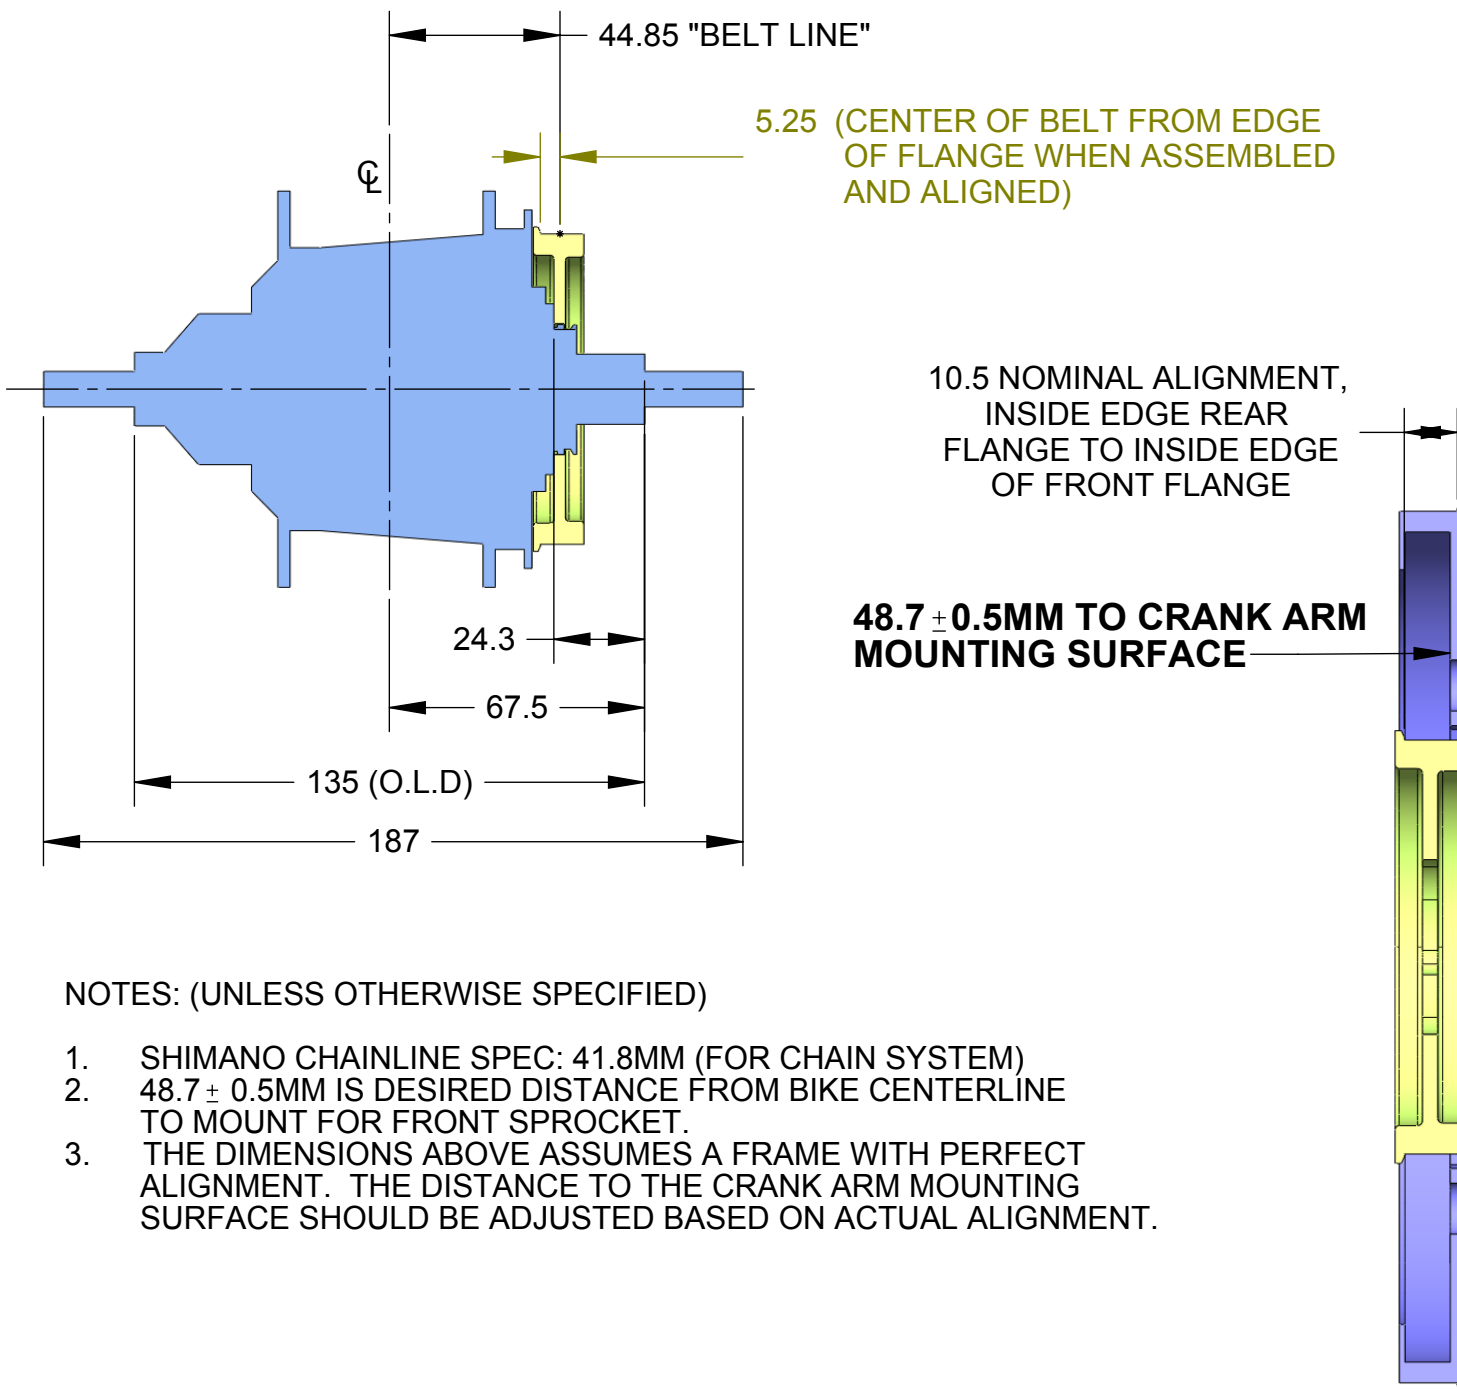 44.85 "BELT LINE"
5.25 (CENTER OF BELT FROM EDGE
OF FLANGE WHEN ASSEMBLED
AND ALIGNED)
℄
10.5 NOMINAL ALIGNMENT,
INSIDE EDGE REAR
FLANGE TO INSIDE EDGE
OF FRONT FLANGE
48.7 ± 0.5MM TO CRANK ARM
MOUNTING SURFACE
24.3
67.5
135 (O.L.D)
187
NOTES: (UNLESS OTHERWISE SPECIFIED)
1. SHIMANO CHAINLINE SPEC: 41.8MM (FOR CHAIN SYSTEM)
2. 48.7 ± 0.5MM IS DESIRED DISTANCE FROM BIKE CENTERLINE
TO MOUNT FOR FRONT SPROCKET.
3. THE DIMENSIONS ABOVE ASSUMES A FRAME WITH PERFECT
ALIGNMENT. THE DISTANCE TO THE CRANK ARM MOUNTING
SURFACE SHOULD BE ADJUSTED BASED ON ACTUAL ALIGNMENT.